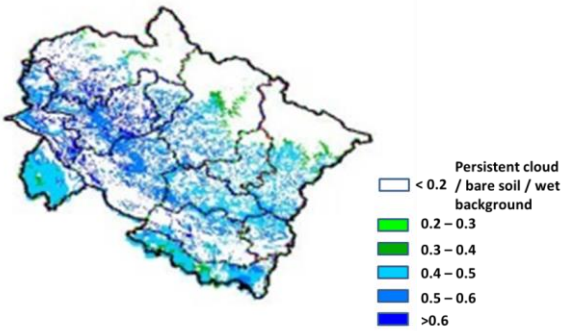 Persistent cloud
< 0.2 / bare soil / wet
background
0.2 – 0.3
0.3 – 0.4
0.4 – 0.5
0.5 – 0.6
>0.6